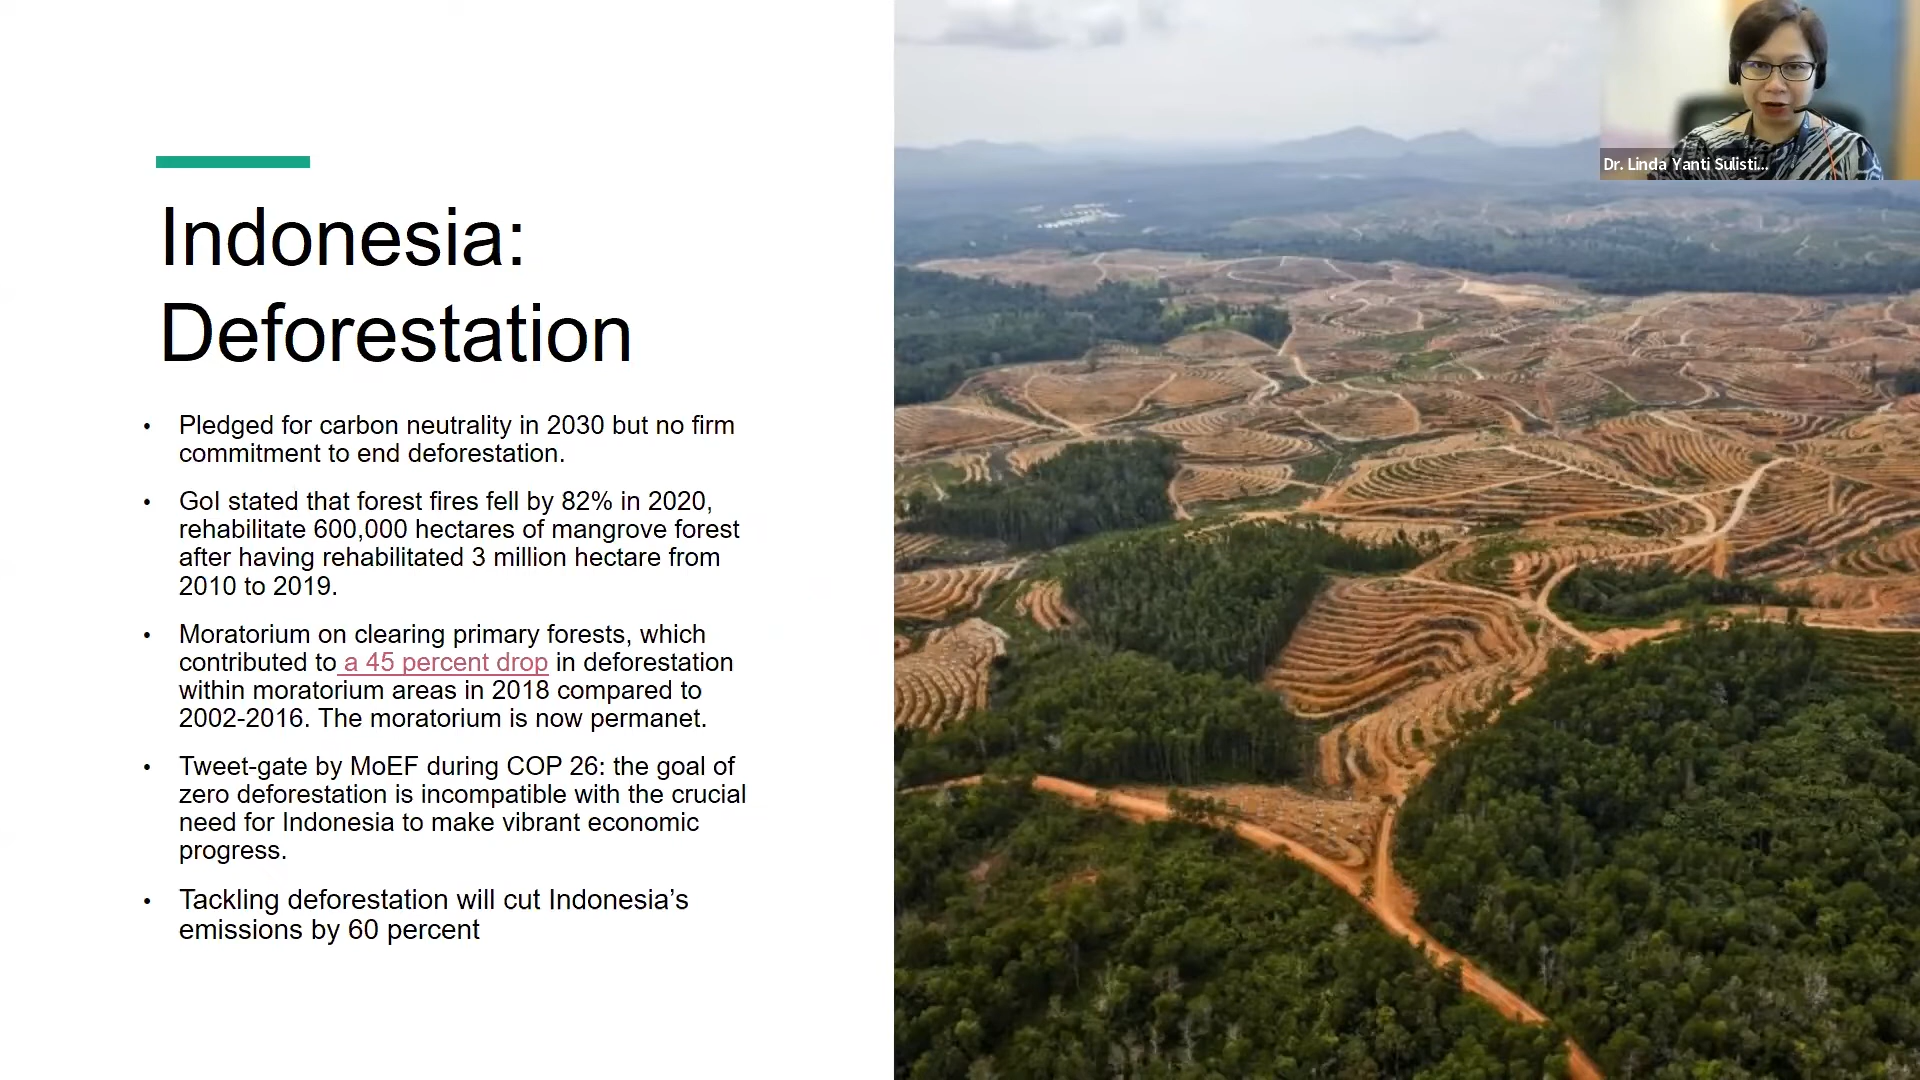 Indonesia:
Deforestation
• Pledged for carbon neutrality in 2030 but no firm
commitment to end deforestation.
• GoI stated that forest fires fell by 82% in 2020,
rehabilitate 600,000 hectares of mangrove forest
after having rehabilitated 3 million hectare from
2010 to 2019.
• Moratorium on clearing primary forests, which
contributed to a 45 percent drop in deforestation
within moratorium areas in 2018 compared to
2002-2016. The moratorium is now permanet.
• Tweet-gate by MoEF during COP 26: the goal of
zero deforestation is incompatible with the crucial
need for Indonesia to make vibrant economic
progress.
• Tackling deforestation will cut Indonesia’s
emissions by 60 percent
Dr. Linda Yanti Sulisti...